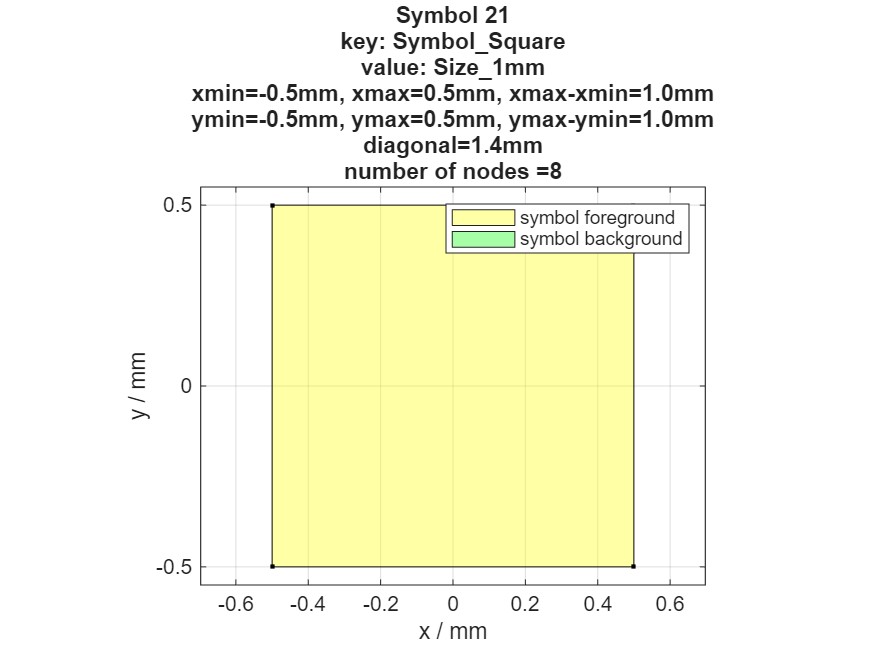 Symbol 21
key: Symbol_Square
value: Size_1mm
xmin=-0.5mm, xmax=0.5mm, xmax-xmin=1.0mm
ymin=-0.5mm, ymax=0.5mm, ymax-ymin=1.0mm
diagonal=1.4mm
number of nodes =8
symbol foreground
symbol background
0.5
0
-0.5
y / mm
-0.6 -0.4 -0.2 0 0.2 0.4 0.6
x / mm